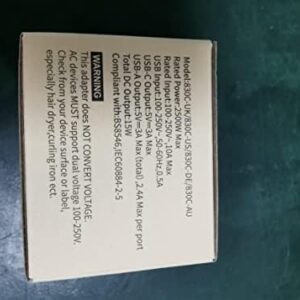 Model:830C-UK/830C-US/830C-DE/830C-AU
Rated Power:2500W Max
Rated Input:100-250V~,10A Max
USB Input:100-250V~50-60Hz,0.5A
USB-C Output:5V⎓3A Max
USB-A Output:5V⎓3A Max (total) ,2.4A Max per port
Total DC Output:15W
Compliant with:BS8546,IEC60884-2-5
WARNING
This adapter does NOT CONVERT VOLTAGE.
AC devices MUST support dual voltage 100-250V.
Check from your device surface or label,
especially hair dryer,curling iron ect.